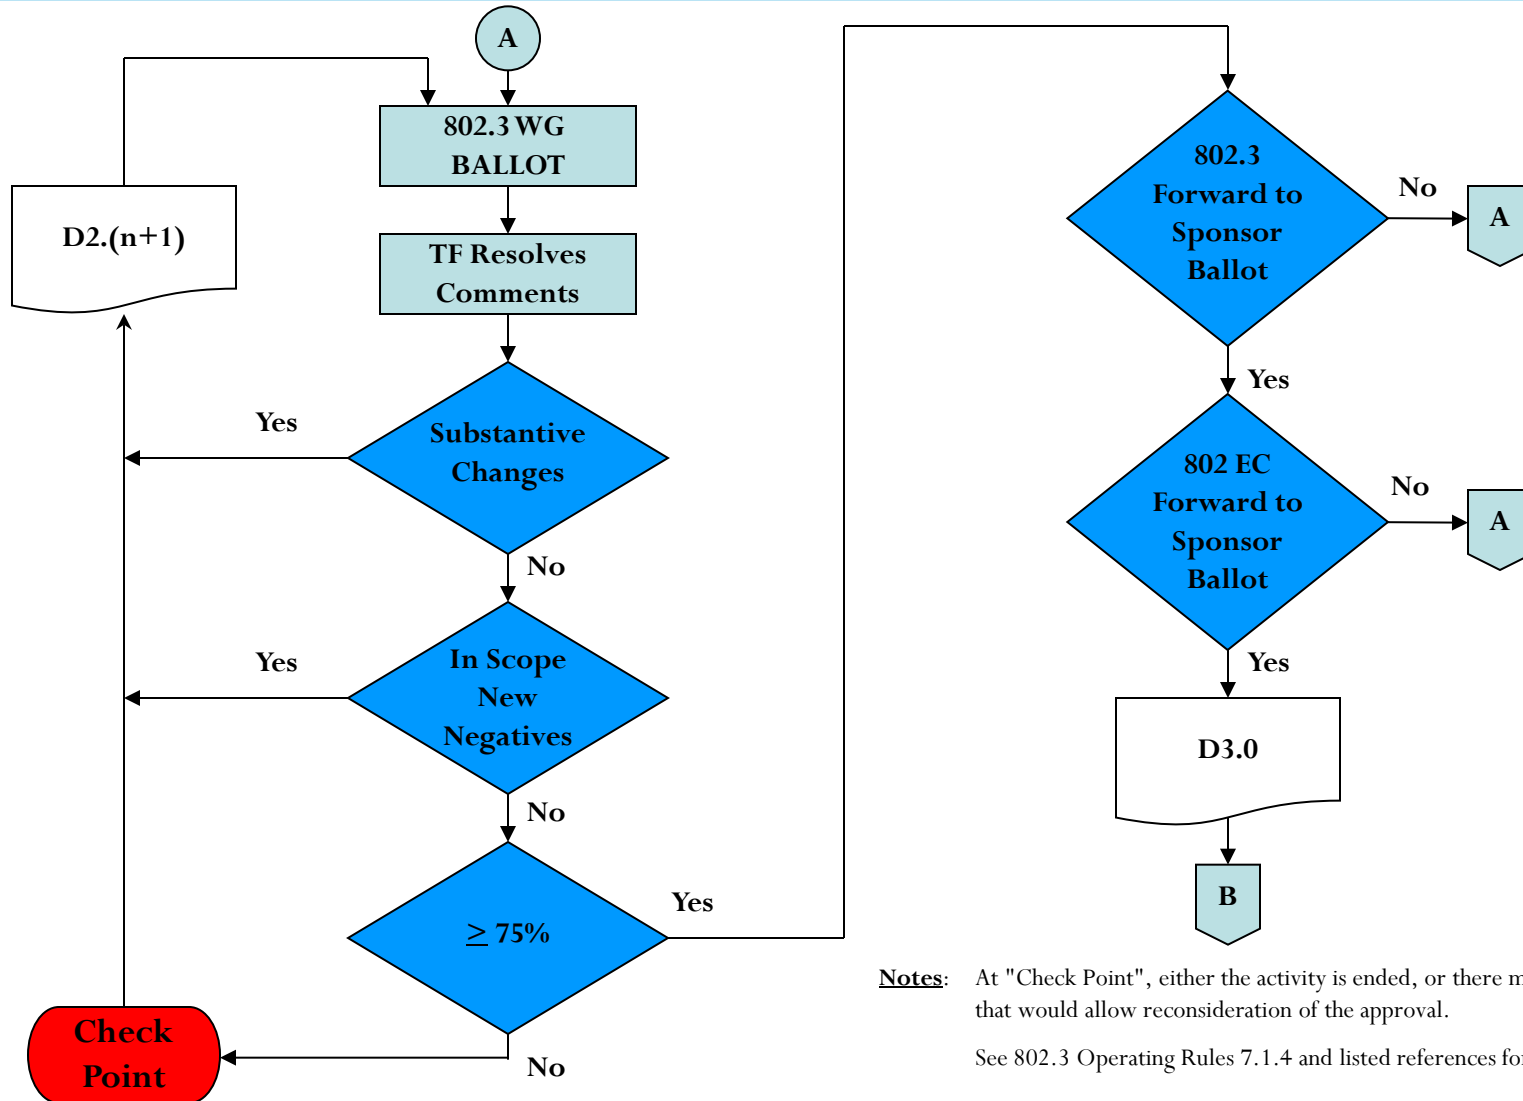 A
802.3 WG
BALLOT
D2.(n+1)
TF Resolves
Comments
Yes
Substantive
Changes
No
Yes
In Scope
New
Negatives
No
≥ 75%
Yes
No
Check
Point
802.3
Forward to
Sponsor
Ballot
No
A
Yes
802 EC
Forward to
Sponsor
Ballot
No
A
Yes
D3.0
B
Notes: At "Check Point", either the activity is ended, or there
that would allow reconsideration of the approval.
See 802.3 Operating Rules 7.1.4 and listed references